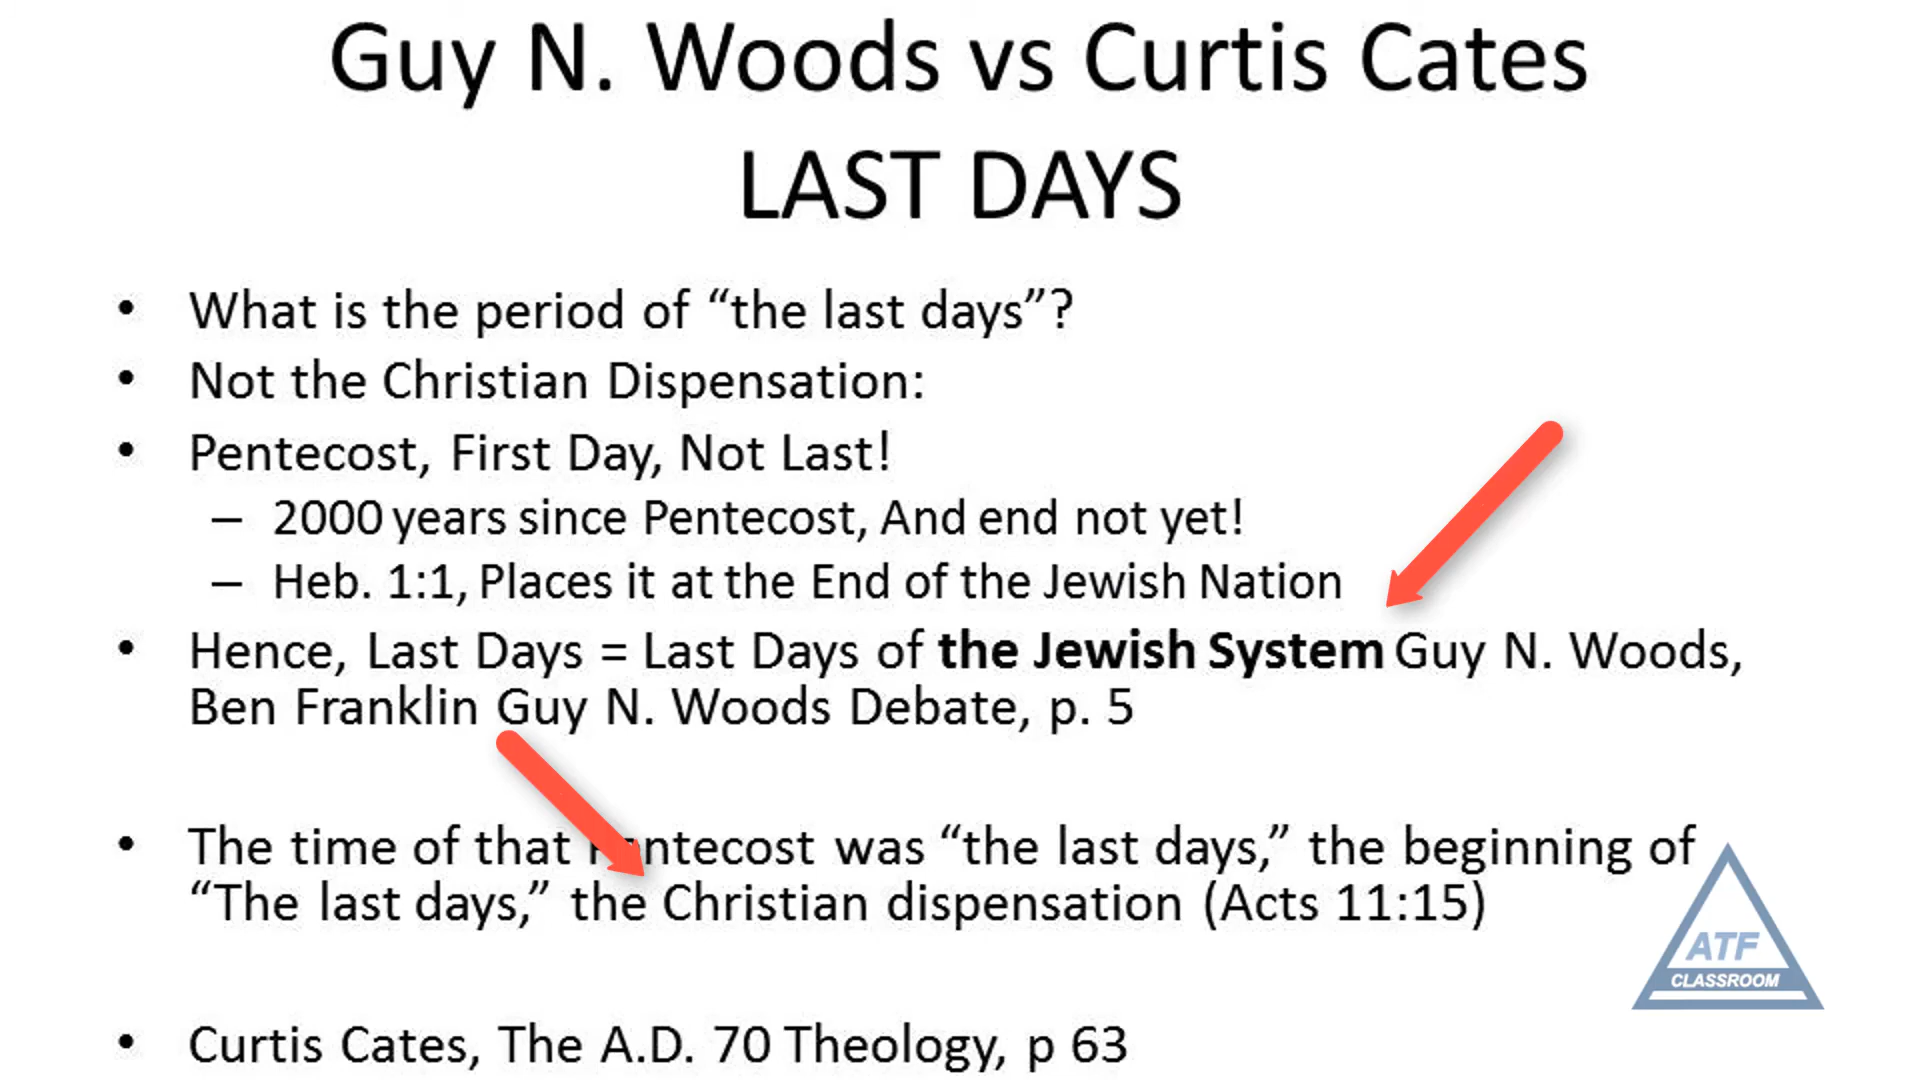 Guy N. Woods vs Curtis Cates
LAST DAYS
• What is the period of “the last days”?
• Not the Christian Dispensation:
• Pentecost, First Day, Not Last!
– 2000 years since Pentecost, And end not yet!
– Heb. 1:1, Places it at the End of the Jewish Nation
• Hence, Last Days = Last Days of the Jewish System Guy N. Woods,
Ben Franklin Guy N. Woods Debate, p. 5
• The time of that Pentecost was “the last days,” the beginning of
“The last days,” the Christian dispensation (Acts 11:15)
• Curtis Cates, The A.D. 70 Theology, p 63
ATF
CLASSROOM